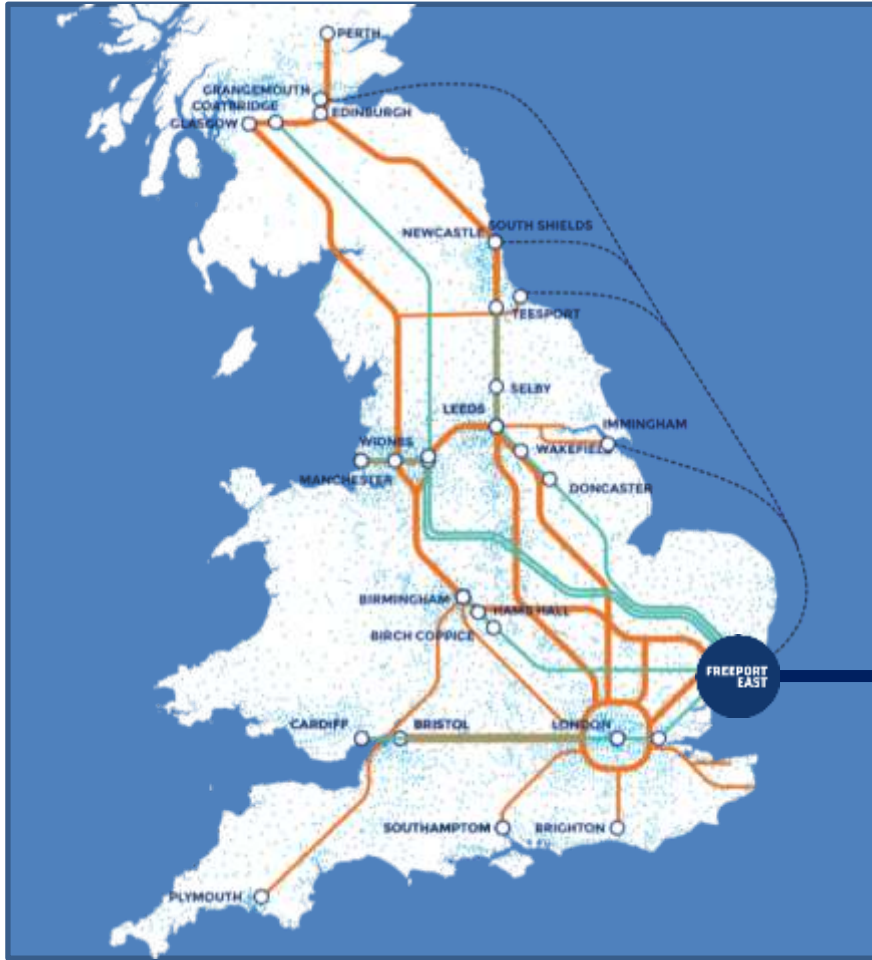 PERTH
GRANGEMOUTH
COATBRIDGE
GLASGOW
EDINBURGH
SOUTH SHIELDS
NEWCASTLE
TEESPORT
SELBY
LEEDS
IMMINGHAM
WIDNES
WAKEFIELD
MANCHESTER
DONCASTER
BIRMINGHAM
HAMS HALL
BIRCH COPPICE
FREEPORT
EAST
CARDIFF
BRISTOL
LONDON
SOUTHAMPTOM
BRIGHTON
PLYMOUTH